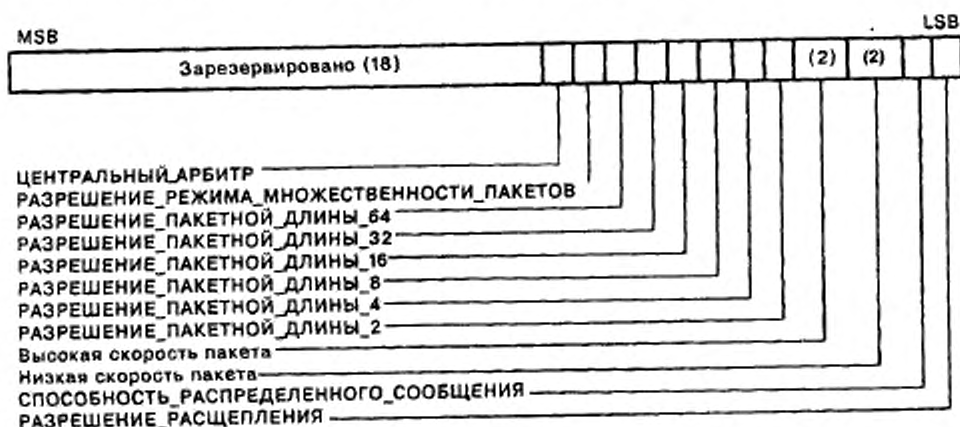 MSB
LSB
Зарезервировано (18)
(2)
(2)
ЦЕНТРАЛЬНЫЙ_АРБИТР
РАЗРЕШЕНИЕ_РЕЖИМА_МНОЖЕСТВЕННОСТИ_ПАКЕТОВ
РАЗРЕШЕНИЕ_ПАКЕТНОЙ_ДЛИНЫ_64
РАЗРЕШЕНИЕ_ПАКЕТНОЙ_ДЛИНЫ_32
РАЗРЕШЕНИЕ_ПАКЕТНОЙ_ДЛИНЫ_16
РАЗРЕШЕНИЕ_ПАКЕТНОЙ_ДЛИНЫ_8
РАЗРЕШЕНИЕ_ПАКЕТНОЙ_ДЛИНЫ_4
РАЗРЕШЕНИЕ_ПАКЕТНОЙ_ДЛИНЫ_2
Высокая скорость пакета
Низкая скорость пакета
СПОСОБНОСТЬ_РАСПРЕДЕЛЕННОГО_СООБЩЕНИЯ
РАЗРЕШЕНИЕ_РАСЩЕПЛЕНИЯ